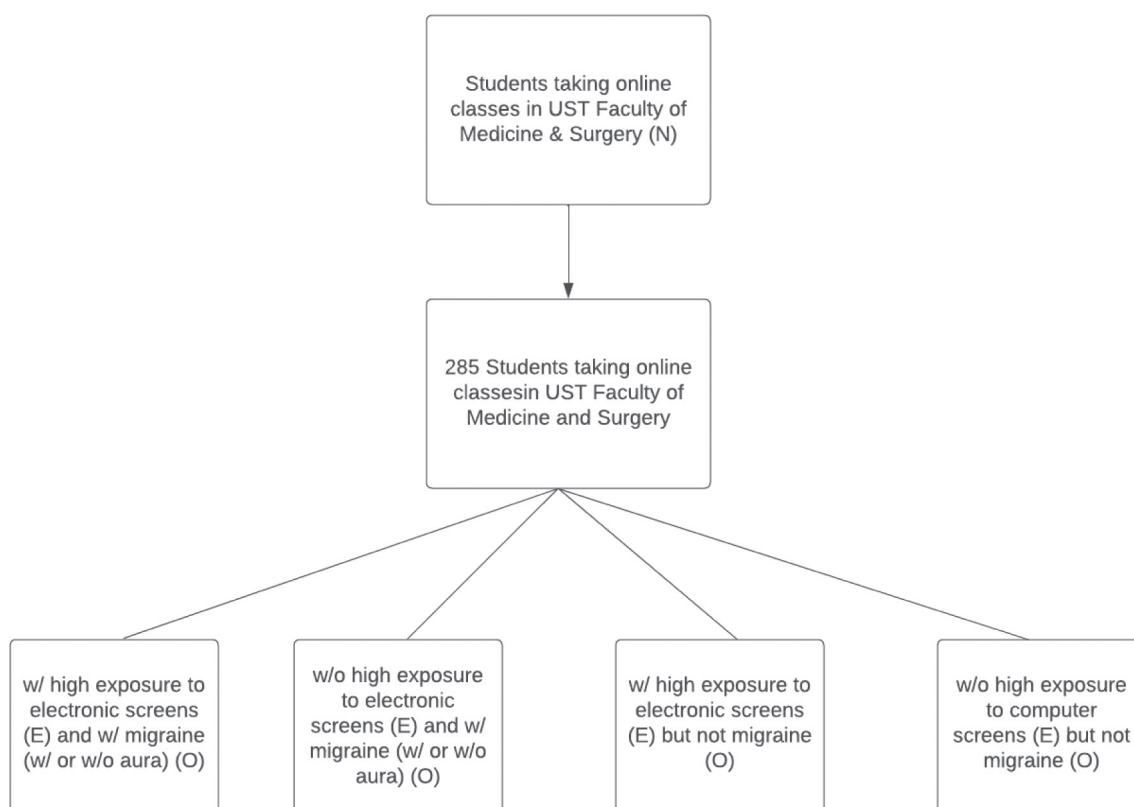 Students taking online
classes in UST Faculty of
Medicine & Surgery (N)
285 Students taking online
classesin UST Faculty of
Medicine and Surgery
w/ high exposure to
electronic screens
(E) and w/ migraine
(w/ or w/o aura) (O)
w/o high exposure
to electronic
screens (E) and w/
migraine (w/ or w/o
aura) (O)
w/ high exposure to
electronic screens
(E) but not migraine
(O)
w/o high exposure
to computer
screens (E) but not
migraine (O)